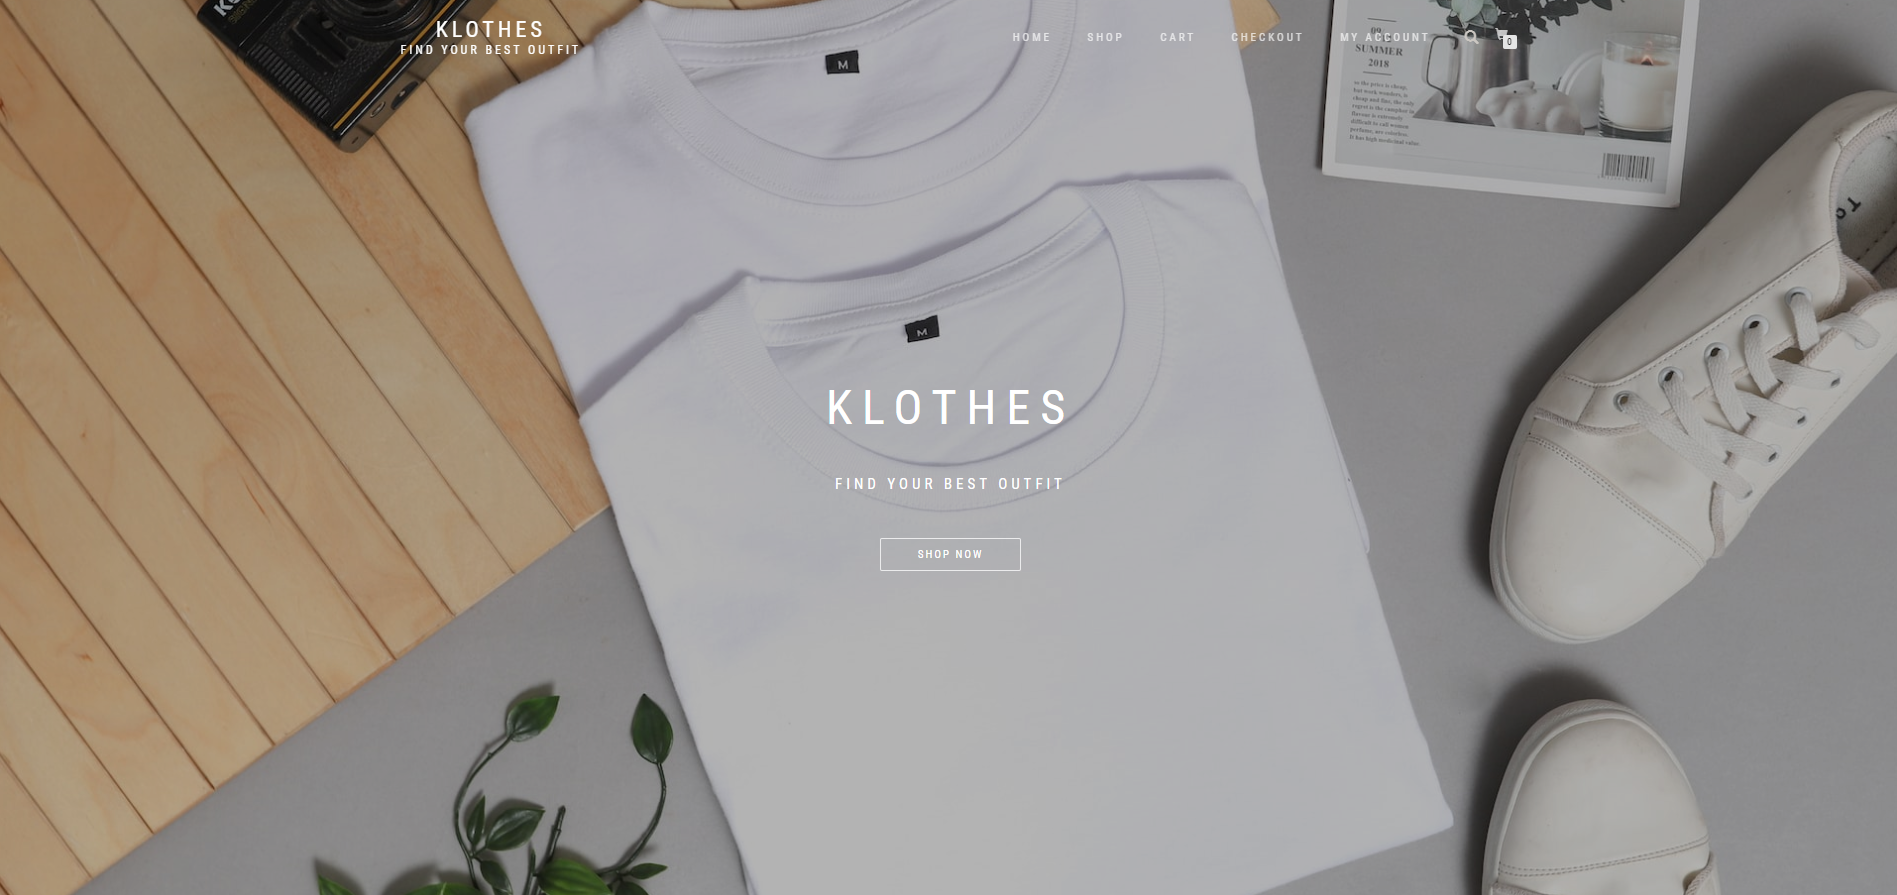 KLOTHES
FIND YOUR BEST OUTFIT
HOME
SHOP
CART
CHECKOUT
MY ACCOUNT
0
M
SUMMER
2018
M
KLOTHES
FIND YOUR BEST OUTFIT
SHOP NOW